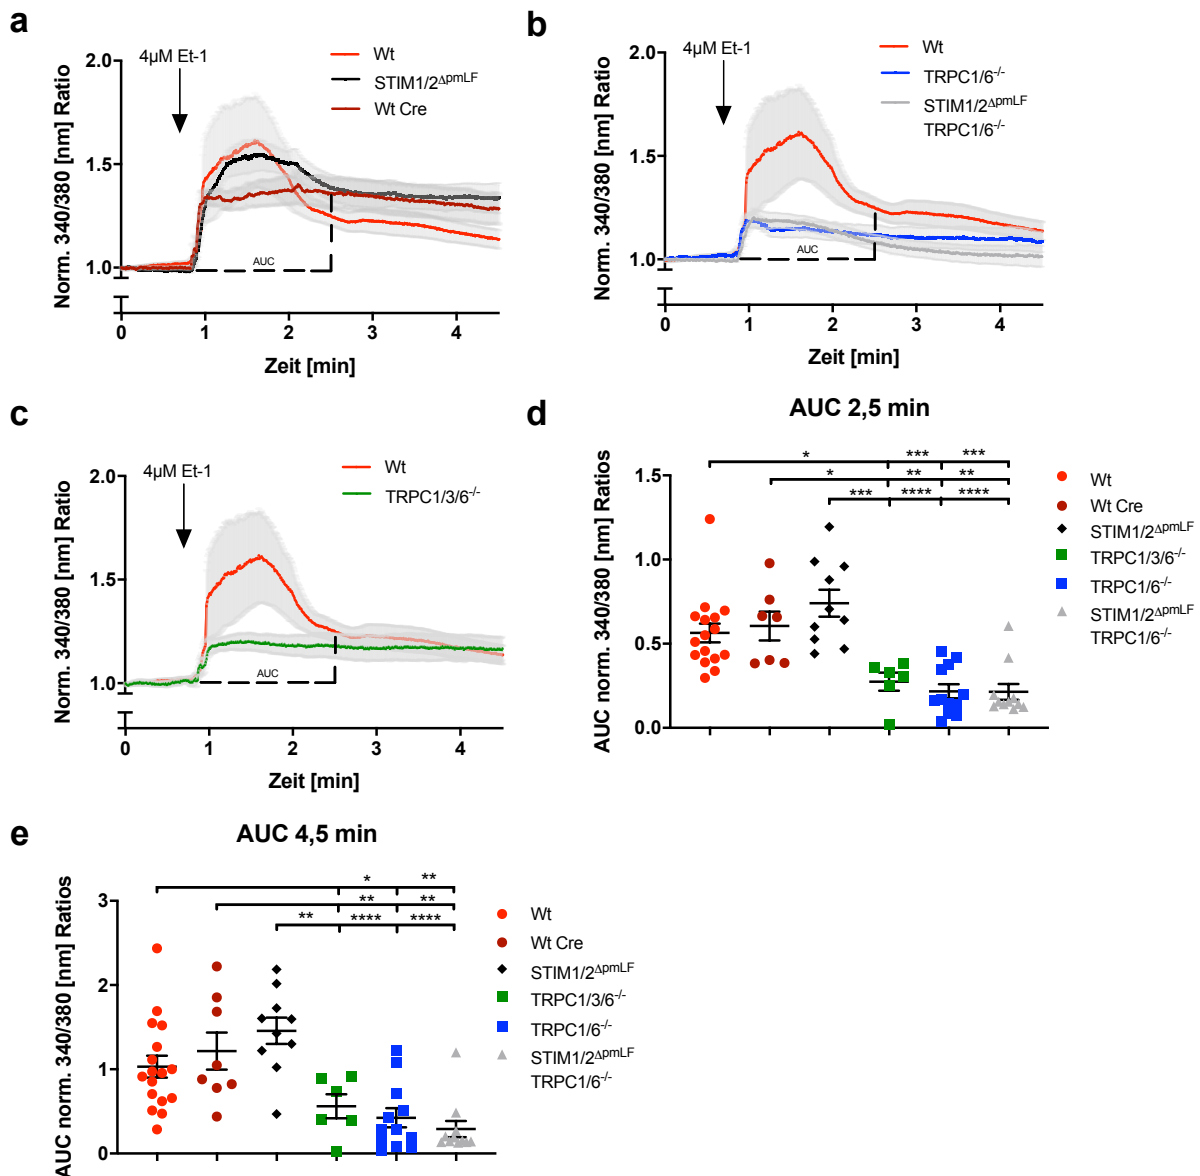 a
4µM Et-1
Wt
STIM1/2ΔpmLF
Wt Cre
Norm. 340/380 [nm] Ratio
2.0
1.5
1.0
AUC
0 1 2 3 4
Zeit [min]
b
4µM Et-1
Wt
TRPC1/6-/-
STIM1/2ΔpmLF
TRPC1/6-/-
Norm. 340/380 [nm] Ratio
2.0
1.5
1.0
AUC
0 1 2 3 4
Zeit [min]
c
4µM Et-1
Wt
TRPC1/3/6-/-
Norm. 340/380 [nm] Ratio
2.0
1.5
1.0
AUC
0 1 2 3 4
Zeit [min]
d
AUC 2,5 min
AUC norm. 340/380 [nm] Ratios
1.5
1.0
0.5
0.0
* *** ***
* ** **
*** **** ****
Wt
Wt Cre
STIM1/2ΔpmLF
TRPC1/3/6-/-
TRPC1/6-/-
STIM1/2ΔpmLF
TRPC1/6-/-
e
AUC 4,5 min
AUC norm. 340/380 [nm] Ratios
3
2
1
0
* **
** **
** **** ****
Wt
Wt Cre
STIM1/2ΔpmLF
TRPC1/3/6-/-
TRPC1/6-/-
STIM1/2ΔpmLF
TRPC1/6-/-